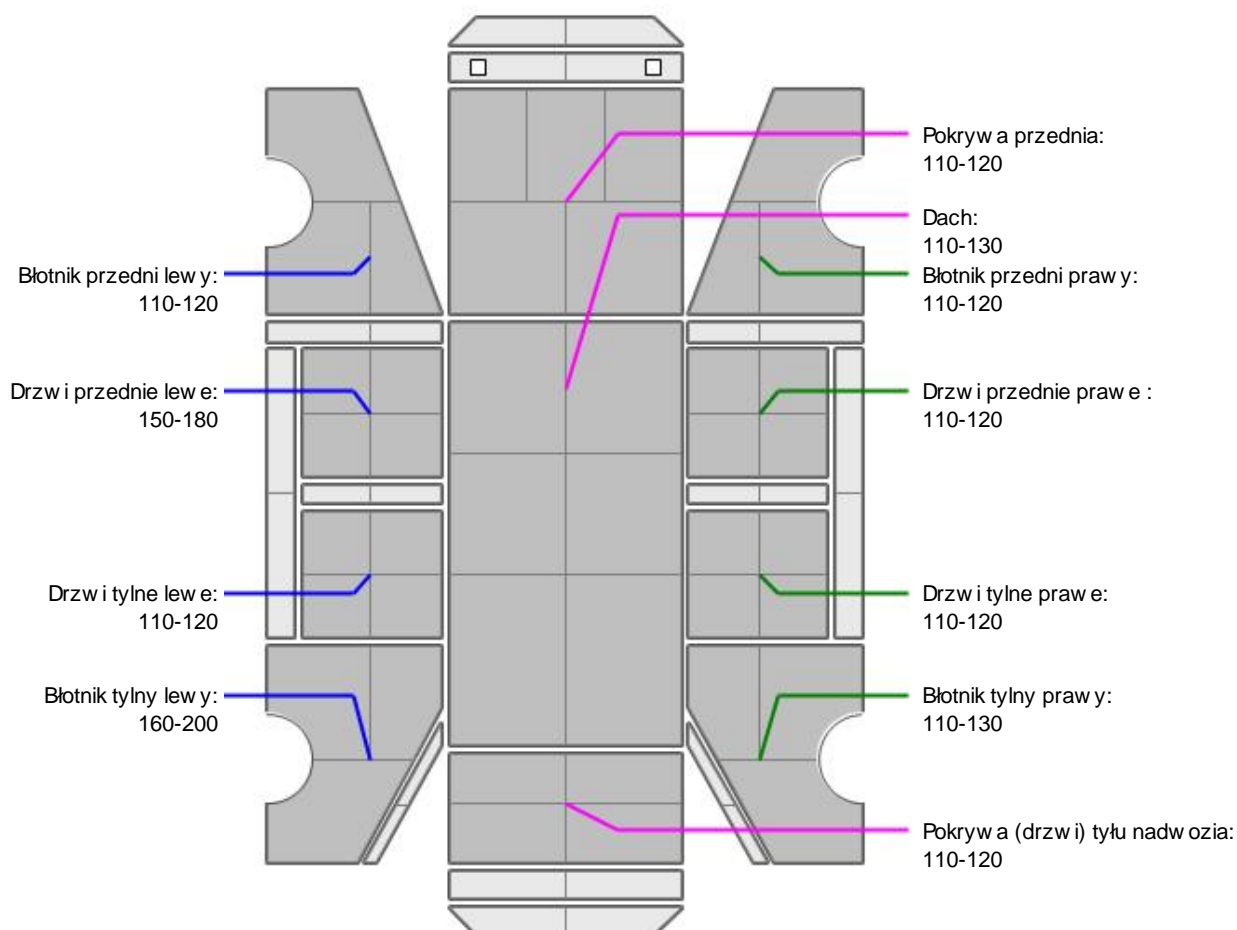 Pokrywa przednia:
110-120
Dach:
110-130
Błotnik przedni lewy:
110-120
Błotnik przedni prawy:
110-120
Drzwi przednie lewe:
150-180
Drzwi przednie prawe :
110-120
Drzwi tylne lewe:
110-120
Drzwi tylne prawe:
110-120
Błotnik tylny lewy:
160-200
Błotnik tylny prawy:
110-130
Pokrywa (drzwi) tyłu nadwozia:
110-120